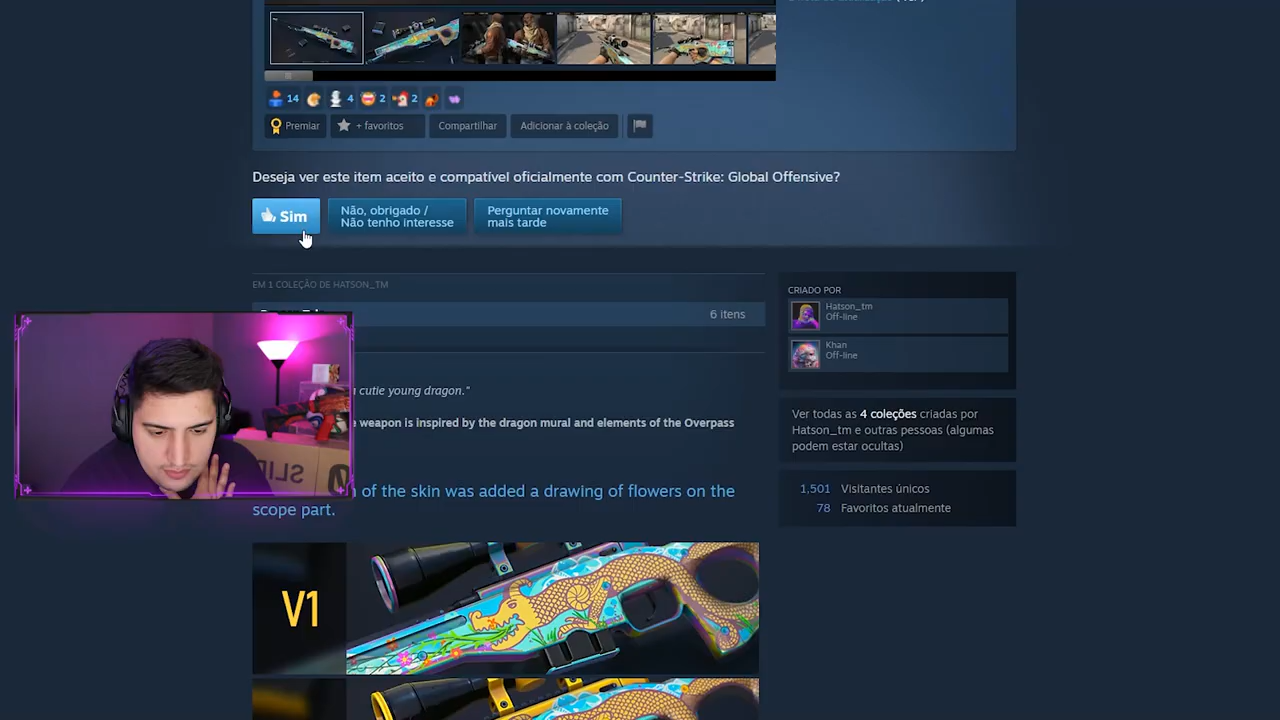 14
4
2
2
Premiar
+ favoritos
Compartilhar
Adicionar à coleção
Deseja ver este item aceito e compatível oficialmente com Counter-Strike: Global Offensive?
Sim
Não, obrigado /
Não tenho interesse
Perguntar novamente
mais tarde
EM 1 COLEÇÃO DE HATSON_TM
6 itens
CRIADO POR
Hatson_tm
Off-line
Khan
Off-line
cutie young dragon."
weapon is inspired by the dragon mural and elements of the Overpass
Ver todas as 4 coleções criadas por
Hatson_tm e outras pessoas (algumas
podem estar ocultas)
of the skin was added a drawing of flowers on the
scope part.
1,501 Visitantes únicos
78 Favoritos atualmente
V1